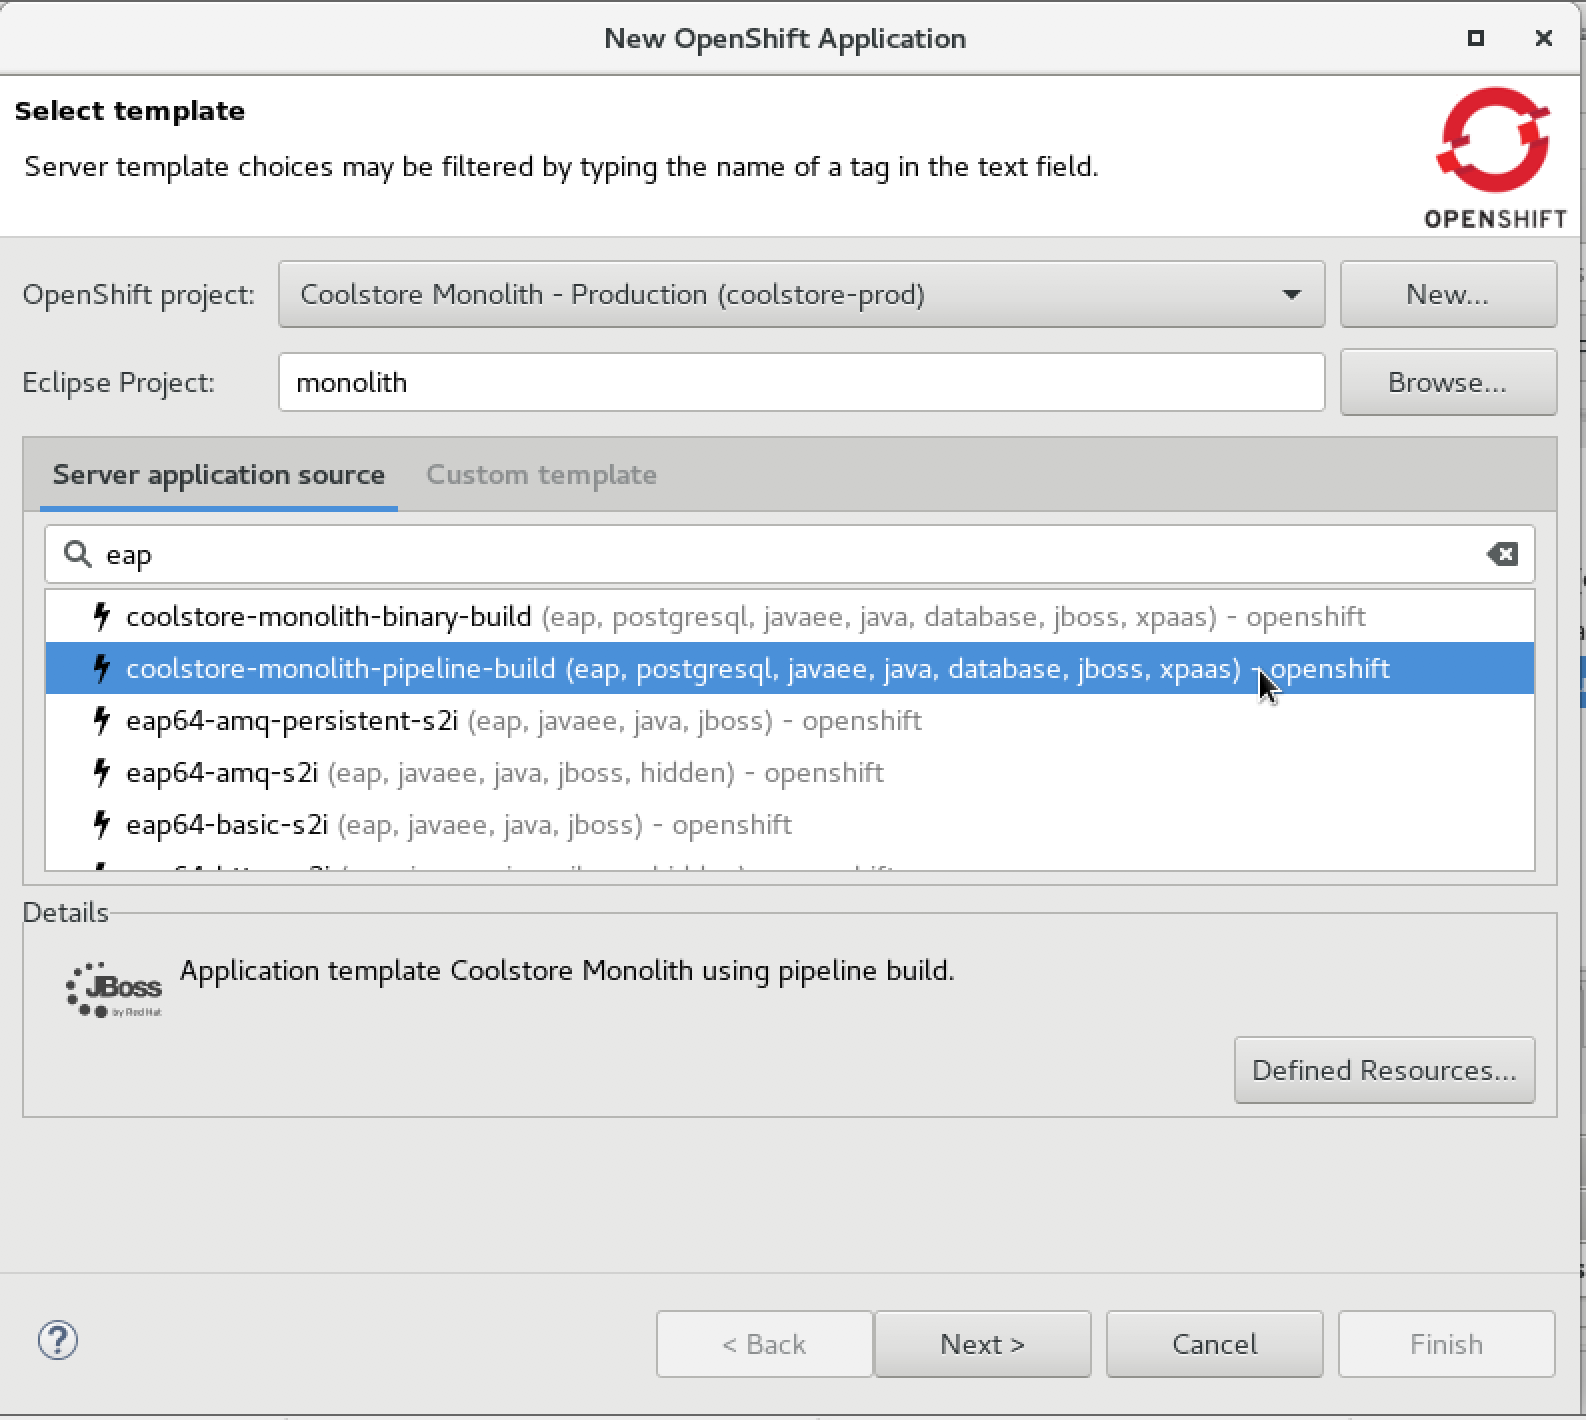 New OpenShift Application
Select template
Server template choices may be filtered by typing the name of a tag in the text field.
OPENSHIFT
OpenShift project: Coolstore Monolith - Production (coolstore-prod) New...
Eclipse Project: monolith Browse...
Server application source Custom template
eap
coolstore-monolith-binary-build (eap, postgresql, javaee, java, database, jboss, xpaas) - openshift
coolstore-monolith-pipeline-build (eap, postgresql, javaee, java, database, jboss, xpaas) - openshift
eap64-amq-persistent-s2i (eap, javaee, java, jboss) - openshift
eap64-amq-s2i (eap, javaee, java, jboss, hidden) - openshift
eap64-basic-s2i (eap, javaee, java, jboss) - openshift
Details
JBoss
by Red Hat
Application template Coolstore Monolith using pipeline build.
Defined Resources...
? < Back Next > Cancel Finish